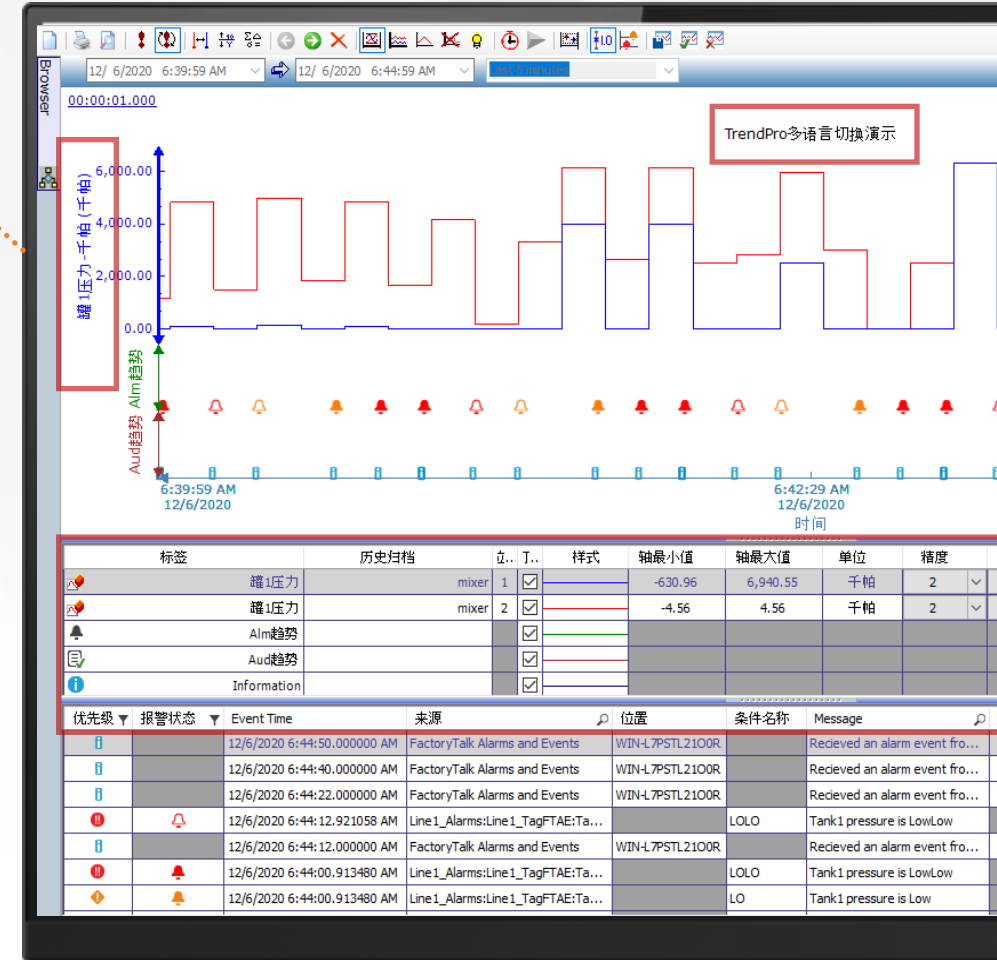 1.0
Browser
12/ 6/2020 6:39:59 AM
12/ 6/2020 6:44:59 AM
Last 5 minutes
00:00:01.000
TrendPro多语言切换演示
罐1压力-千帕 (千帕)
6,000.00
4,000.00
2,000.00
0.00
Alm趋势
Aud趋势
6:39:59 AM
12/6/2020
6:42:29 AM
12/6/2020
时间
标签 历史归档 立.. T.. 样式 轴最小值 轴最大值 单位 精度
罐1压力 mixer 1 -630.96 6,940.55 千帕 2
罐1压力 mixer 2 -4.56 4.56 千帕 2
Alm趋势
Aud趋势
Information
优先级 报警状态 Event Time 来源 位置 条件名称 Message
12/6/2020 6:44:50.000000 AM FactoryTalk Alarms and Events WIN-L7PSTL21O0R Recieved an alarm event fro...
12/6/2020 6:44:40.000000 AM FactoryTalk Alarms and Events WIN-L7PSTL21O0R Recieved an alarm event fro...
12/6/2020 6:44:22.000000 AM FactoryTalk Alarms and Events WIN-L7PSTL21O0R Recieved an alarm event fro...
12/6/2020 6:44:12.921058 AM Line1_Alarms:Line1_TagFTAE:Ta... LOLO Tank1 pressure is LowLow
12/6/2020 6:44:12.000000 AM FactoryTalk Alarms and Events WIN-L7PSTL21O0R Recieved an alarm event fro...
12/6/2020 6:44:00.913480 AM Line1_Alarms:Line1_TagFTAE:Ta... LOLO Tank1 pressure is LowLow
12/6/2020 6:44:00.913480 AM Line1_Alarms:Line1_TagFTAE:Ta... LO Tank1 pressure is Low